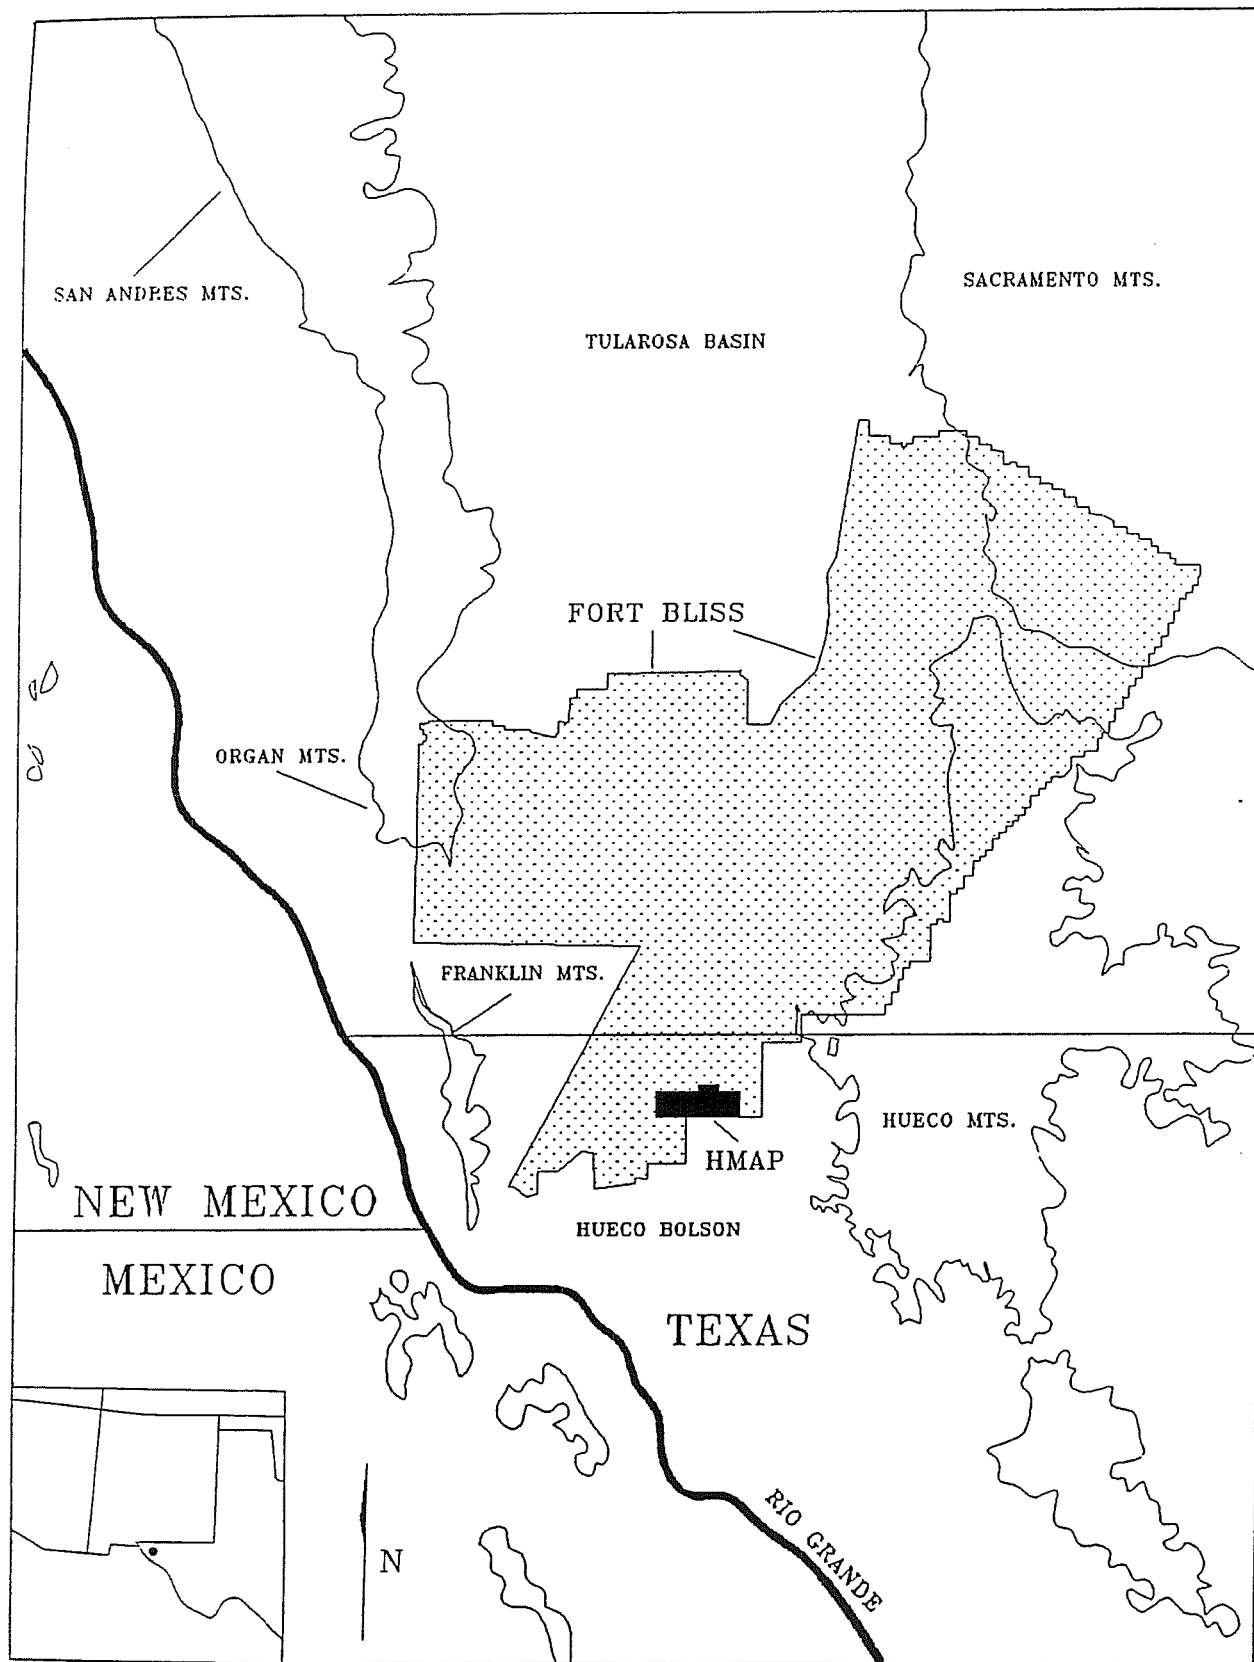 SACRAMENTO MTS.
SAN ANDRES MTS.
TULAROSA BASIN
FORT BLISS
ORGAN MTS.
FRANKLIN MTS.
HUECO MTS.
HMAP
NEW MEXICO
HUECO BOLSON
MEXICO
TEXAS
RIO GRANDE
N